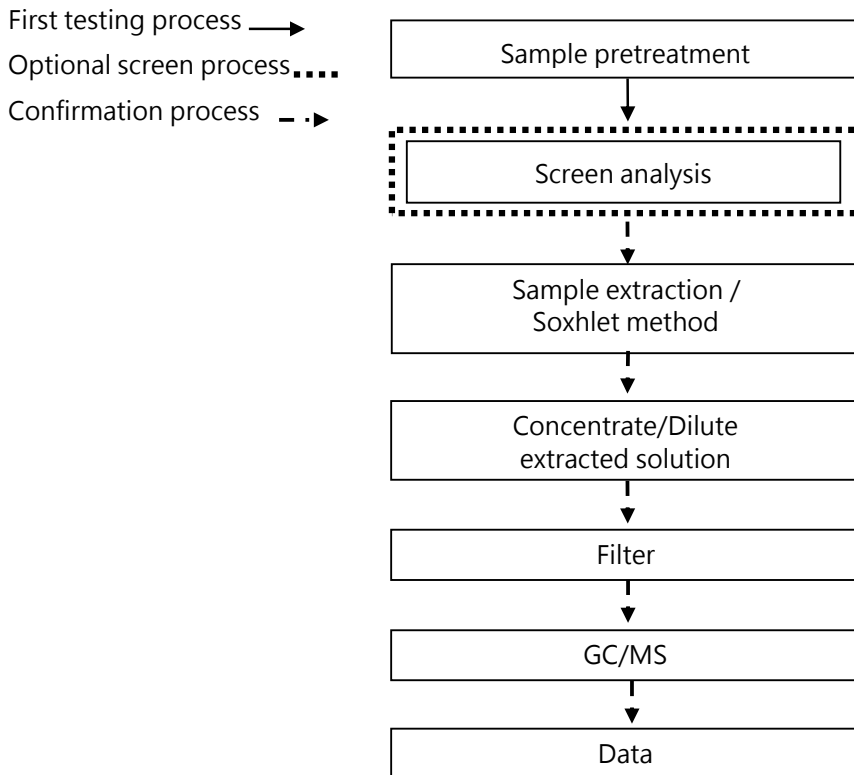 First testing process
Optional screen process
Confirmation process
Sample pretreatment
Screen analysis
Sample extraction /
Soxhlet method
Concentrate/Dilute
extracted solution
Filter
GC/MS
Data